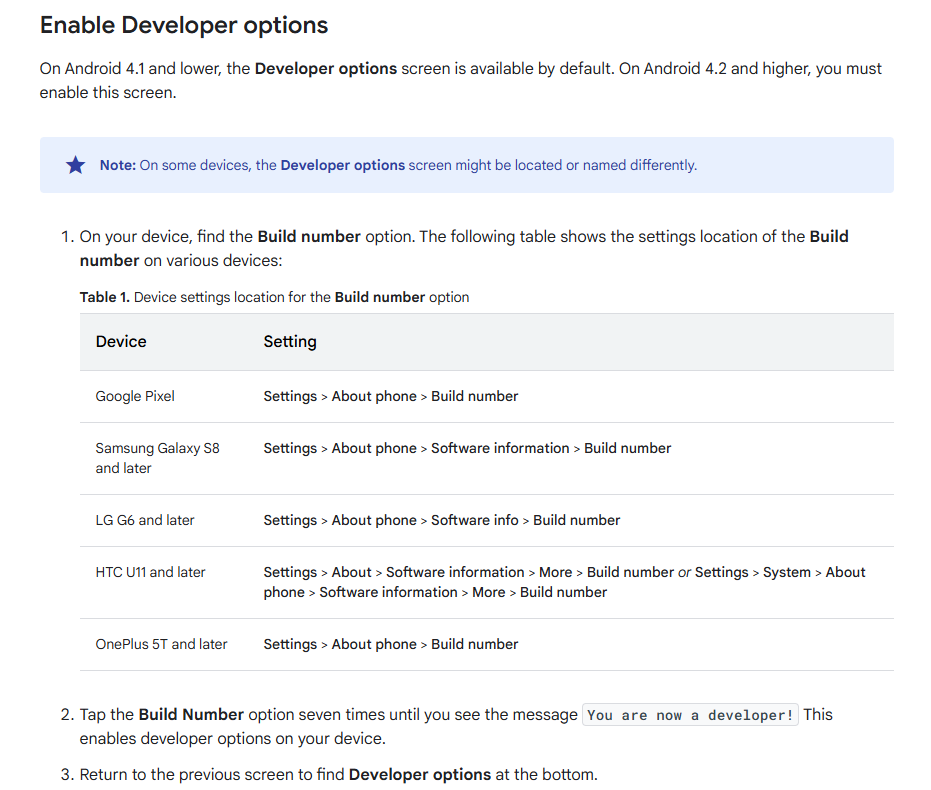 Enable Developer options
On Android 4.1 and lower, the Developer options screen is available by default. On Android 4.2 and higher, you must
enable this screen.
Note: On some devices, the Developer options screen might be located or named differently.
1. On your device, find the Build number option. The following table shows the settings location of the Build
number on various devices:
Table 1. Device settings location for the Build number option
Device Setting
Google Pixel Settings > About phone > Build number
Samsung Galaxy S8 Settings > About phone > Software information > Build number
and later
LG G6 and later Settings > About phone > Software info > Build number
HTC U11 and later Settings > About > Software information > More > Build number or Settings > System > About
phone > Software information > More > Build number
OnePlus 5T and later Settings > About phone > Build number
2. Tap the Build Number option seven times until you see the message You are now a developer! This
enables developer options on your device.
3. Return to the previous screen to find Developer options at the bottom.